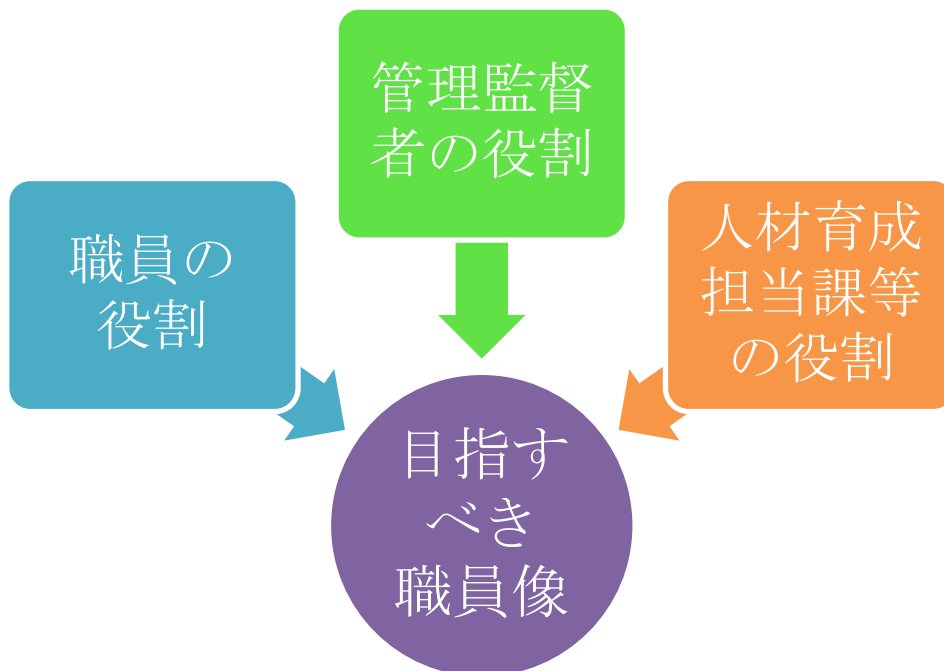 管理監督
者の役割
職員の
役割
人材育成
担当課等
の役割
目指す
べき
職員像